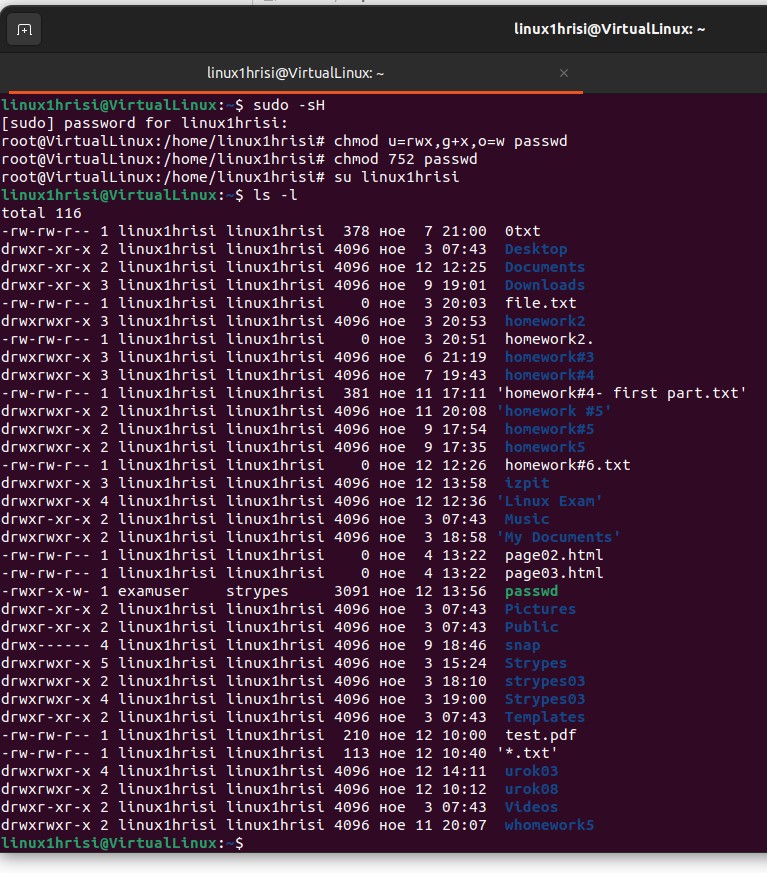 linux1hrisi@VirtualLinux: ~
linux1hrisi@VirtualLinux: ~ ×
linux1hrisi@VirtualLinux:~$ sudo -sH
[sudo] password for linux1hrisi:
root@VirtualLinux:/home/linux1hrisi# chmod u=rwx,g+x,o=w passwd
root@VirtualLinux:/home/linux1hrisi# chmod 752 passwd
root@VirtualLinux:/home/linux1hrisi# su linux1hrisi
linux1hrisi@VirtualLinux:~$ ls -l
total 116
-rw-rw-r-- 1 linux1hrisi linux1hrisi  378 ное  7 21:00  0txt
drwxr-xr-x 2 linux1hrisi linux1hrisi 4096 ное  3 07:43  Desktop
drwxr-xr-x 2 linux1hrisi linux1hrisi 4096 ное 12 12:25  Documents
drwxr-xr-x 3 linux1hrisi linux1hrisi 4096 ное  9 19:01  Downloads
-rw-rw-r-- 1 linux1hrisi linux1hrisi    0 ное  3 20:03  file.txt
drwxrwxr-x 3 linux1hrisi linux1hrisi 4096 ное  3 20:53  homework2
-rw-rw-r-- 1 linux1hrisi linux1hrisi    0 ное  3 20:51  homework2.
drwxrwxr-x 3 linux1hrisi linux1hrisi 4096 ное  6 21:19  homework#3
drwxrwxr-x 3 linux1hrisi linux1hrisi 4096 ное  7 19:43  homework#4
-rw-rw-r-- 1 linux1hrisi linux1hrisi  381 ное 11 17:11 'homework#4- first part.txt'
drwxrwxr-x 2 linux1hrisi linux1hrisi 4096 ное 11 20:08 'homework #5'
drwxrwxr-x 2 linux1hrisi linux1hrisi 4096 ное  9 17:54  homework#5
drwxrwxr-x 2 linux1hrisi linux1hrisi 4096 ное  9 17:35  homework5
-rw-rw-r-- 1 linux1hrisi linux1hrisi    0 ное 12 12:26  homework#6.txt
drwxrwxr-x 3 linux1hrisi linux1hrisi 4096 ное 12 13:58  izpit
drwxrwxr-x 4 linux1hrisi linux1hrisi 4096 ное 12 12:36 'Linux Exam'
drwxr-xr-x 2 linux1hrisi linux1hrisi 4096 ное  3 07:43  Music
drwxrwxr-x 2 linux1hrisi linux1hrisi 4096 ное  3 18:58 'My Documents'
-rw-rw-r-- 1 linux1hrisi linux1hrisi    0 ное  4 13:22  page02.html
-rw-rw-r-- 1 linux1hrisi linux1hrisi    0 ное  4 13:22  page03.html
-rwxr-x-w- 1 examuser    strypes     3091 ное 12 13:56  passwd
drwxr-xr-x 2 linux1hrisi linux1hrisi 4096 ное  3 07:43  Pictures
drwxr-xr-x 2 linux1hrisi linux1hrisi 4096 ное  3 07:43  Public
drwx------ 4 linux1hrisi linux1hrisi 4096 ное  9 18:46  snap
drwxrwxr-x 5 linux1hrisi linux1hrisi 4096 ное  3 15:24  Strypes
drwxrwxr-x 2 linux1hrisi linux1hrisi 4096 ное  3 18:10  strypes03
drwxrwxr-x 4 linux1hrisi linux1hrisi 4096 ное  3 19:00  Strypes03
drwxr-xr-x 2 linux1hrisi linux1hrisi 4096 ное  3 07:43  Templates
-rw-rw-r-- 1 linux1hrisi linux1hrisi  210 ное 12 10:00  test.pdf
-rw-rw-r-- 1 linux1hrisi linux1hrisi  113 ное 12 10:40 '*.txt'
drwxrwxr-x 4 linux1hrisi linux1hrisi 4096 ное 12 14:11  urok03
drwxrwxr-x 2 linux1hrisi linux1hrisi 4096 ное 12 10:12  urok08
drwxr-xr-x 2 linux1hrisi linux1hrisi 4096 ное  3 07:43  Videos
drwxrwxr-x 2 linux1hrisi linux1hrisi 4096 ное 11 20:07  whomework5
linux1hrisi@VirtualLinux:~$